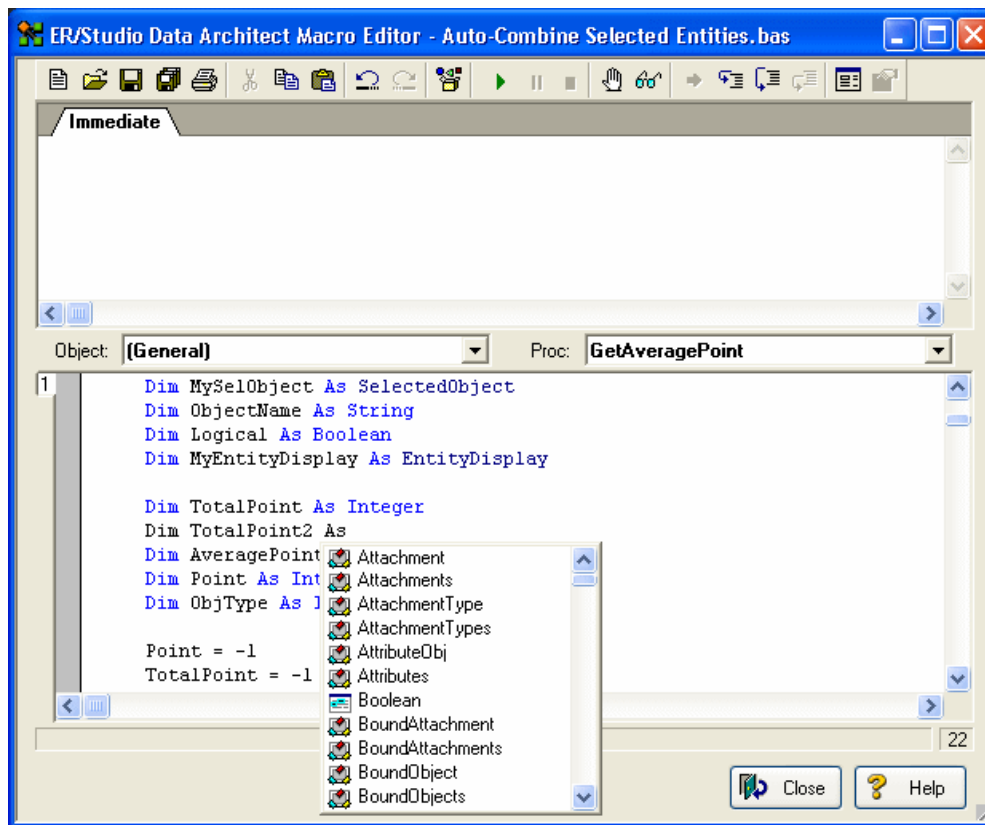 ER/Studio Data Architect Macro Editor - Auto-Combine Selected Entities.bas
Immediate
Object: (General) Proc: GetAveragePoint
1
Dim MySelObject As SelectedObject
Dim ObjectName As String
Dim Logical As Boolean
Dim MyEntityDisplay As EntityDisplay
Dim TotalPoint As Integer
Dim TotalPoint2 As
Dim AveragePoint
Dim Point As Int
Dim ObjType As I
Point = -1
TotalPoint = -1
Attachment
Attachments
AttachmentType
AttachmentTypes
AttributeObj
Attributes
Boolean
BoundAttachment
BoundAttachments
BoundObject
BoundObjects
22
Close Help